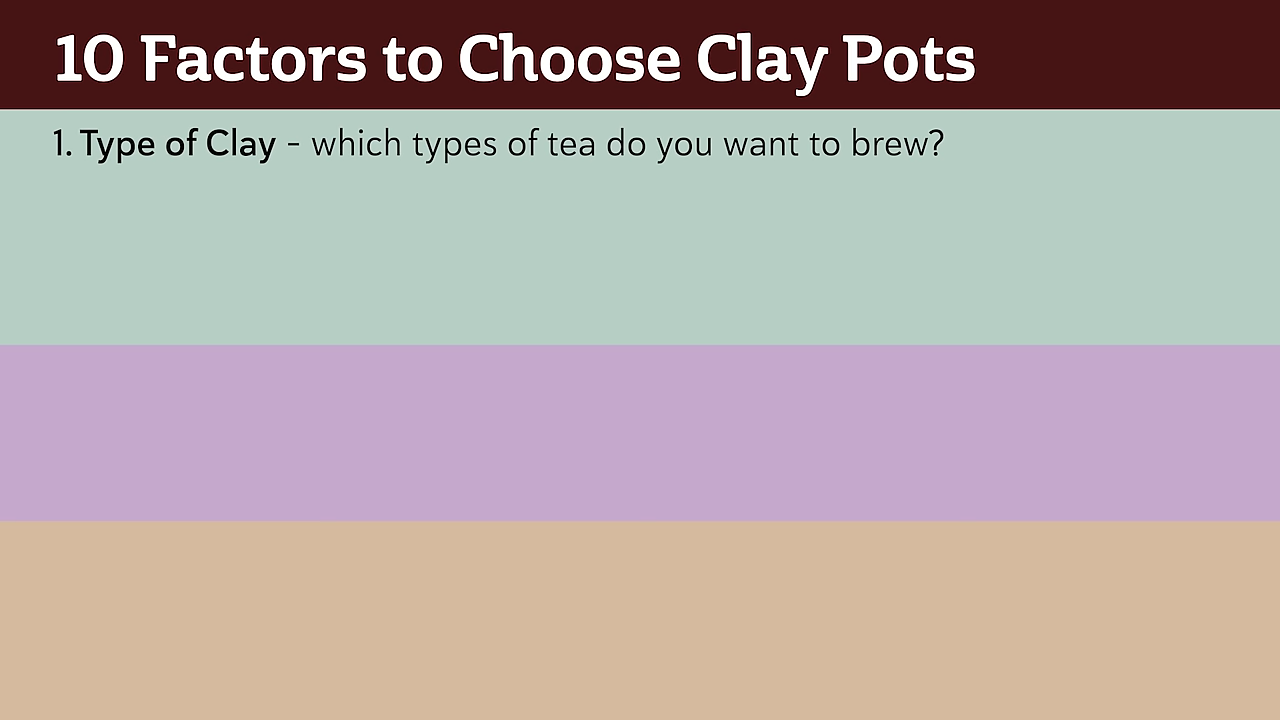 10 Factors to Choose Clay Pots
1. Type of Clay - which types of tea do you want to brew?